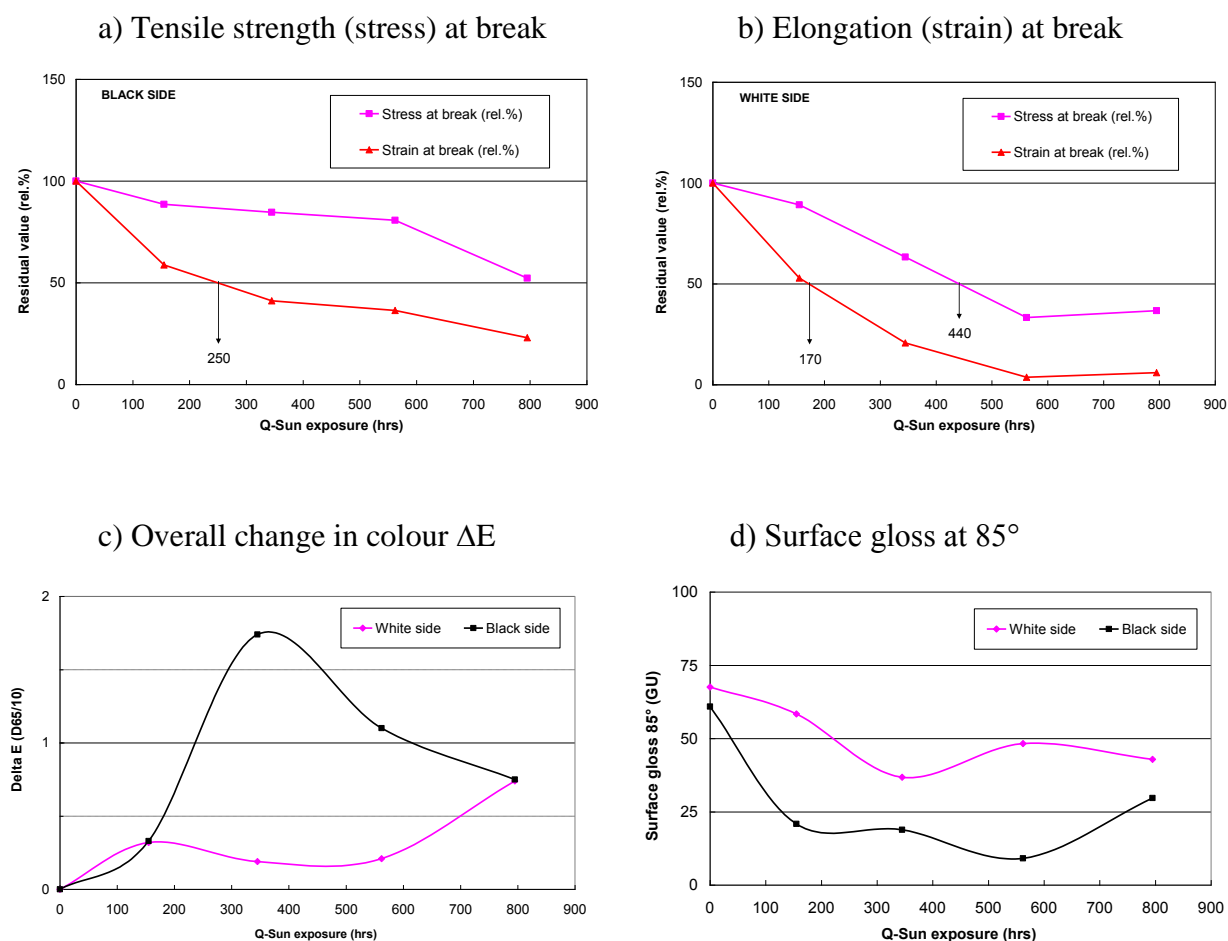 a) Tensile strength (stress) at break
150
100
50
0
Residual value (rel.%)
BLACK SIDE
Stress at break (rel.%)
Strain at break (rel.%)
250
0 100 200 300 400 500 600 700 800 900
Q-Sun exposure (hrs)
b) Elongation (strain) at break
150
100
50
0
Residual value (rel.%)
WHITE SIDE
Stress at break (rel.%)
Strain at break (rel.%)
170
440
0 100 200 300 400 500 600 700 800 900
Q-Sun exposure (hrs)
c) Overall change in colour ΔE
2
1
0
Delta E (D65/10)
White side Black side
0 100 200 300 400 500 600 700 800 900
Q-Sun exposure (hrs)
d) Surface gloss at 85°
100
75
50
25
0
Surface gloss 85° (GU)
White side Black side
0 100 200 300 400 500 600 700 800 900
Q-Sun exposure (hrs)